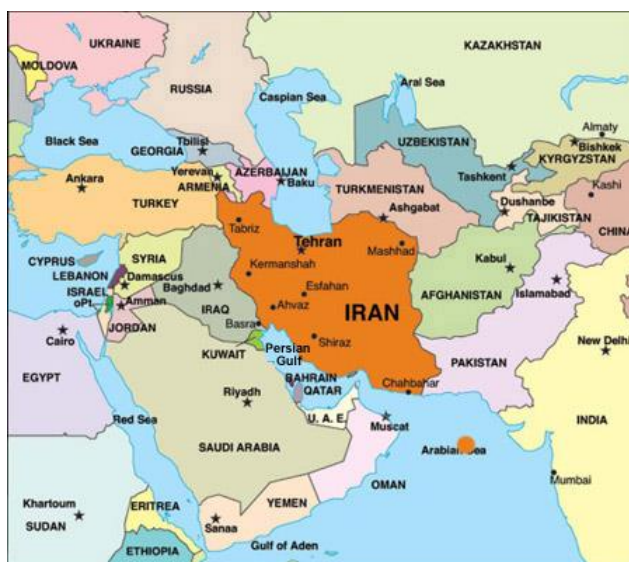 UKRAINE
MOLDOVA
RUSSIA
KAZAKHSTAN
Aral Sea
Caspian Sea
Black Sea
GEORGIA
Tbilisi
UZBEKISTAN
Almaty
Bishkek
KYRGYZSTAN
Ankara
Yerevan
ARMENIA
AZERBAIJAN
Baku
TURKMENISTAN
Tashkent
Kashi
TURKEY
Ashgabat
Dushanbe
TAJIKISTAN
CHINA
Tabriz
Tehran
Mashhad
CYPRUS
SYRIA
LEBANON
Damascus
Kermanshah
Kabul
ISRAEL
oPt.
Amman
Baghdad
Esfahan
AFGHANISTAN
Islamabad
IRAQ
Ahvaz
IRAN
JORDAN
Basra
Shiraz
Cairo
KUWAIT
Persian
Gulf
PAKISTAN
New Delhi
EGYPT
BAHRAIN
QATAR
Chahbahar
Riyadh
U. A. E.
Red Sea
Muscat
INDIA
SAUDI ARABIA
Arabian Sea
OMAN
Mumbai
Khartoum
SUDAN
ERITREA
YEMEN
Sanaa
Gulf of Aden
ETHIOPIA